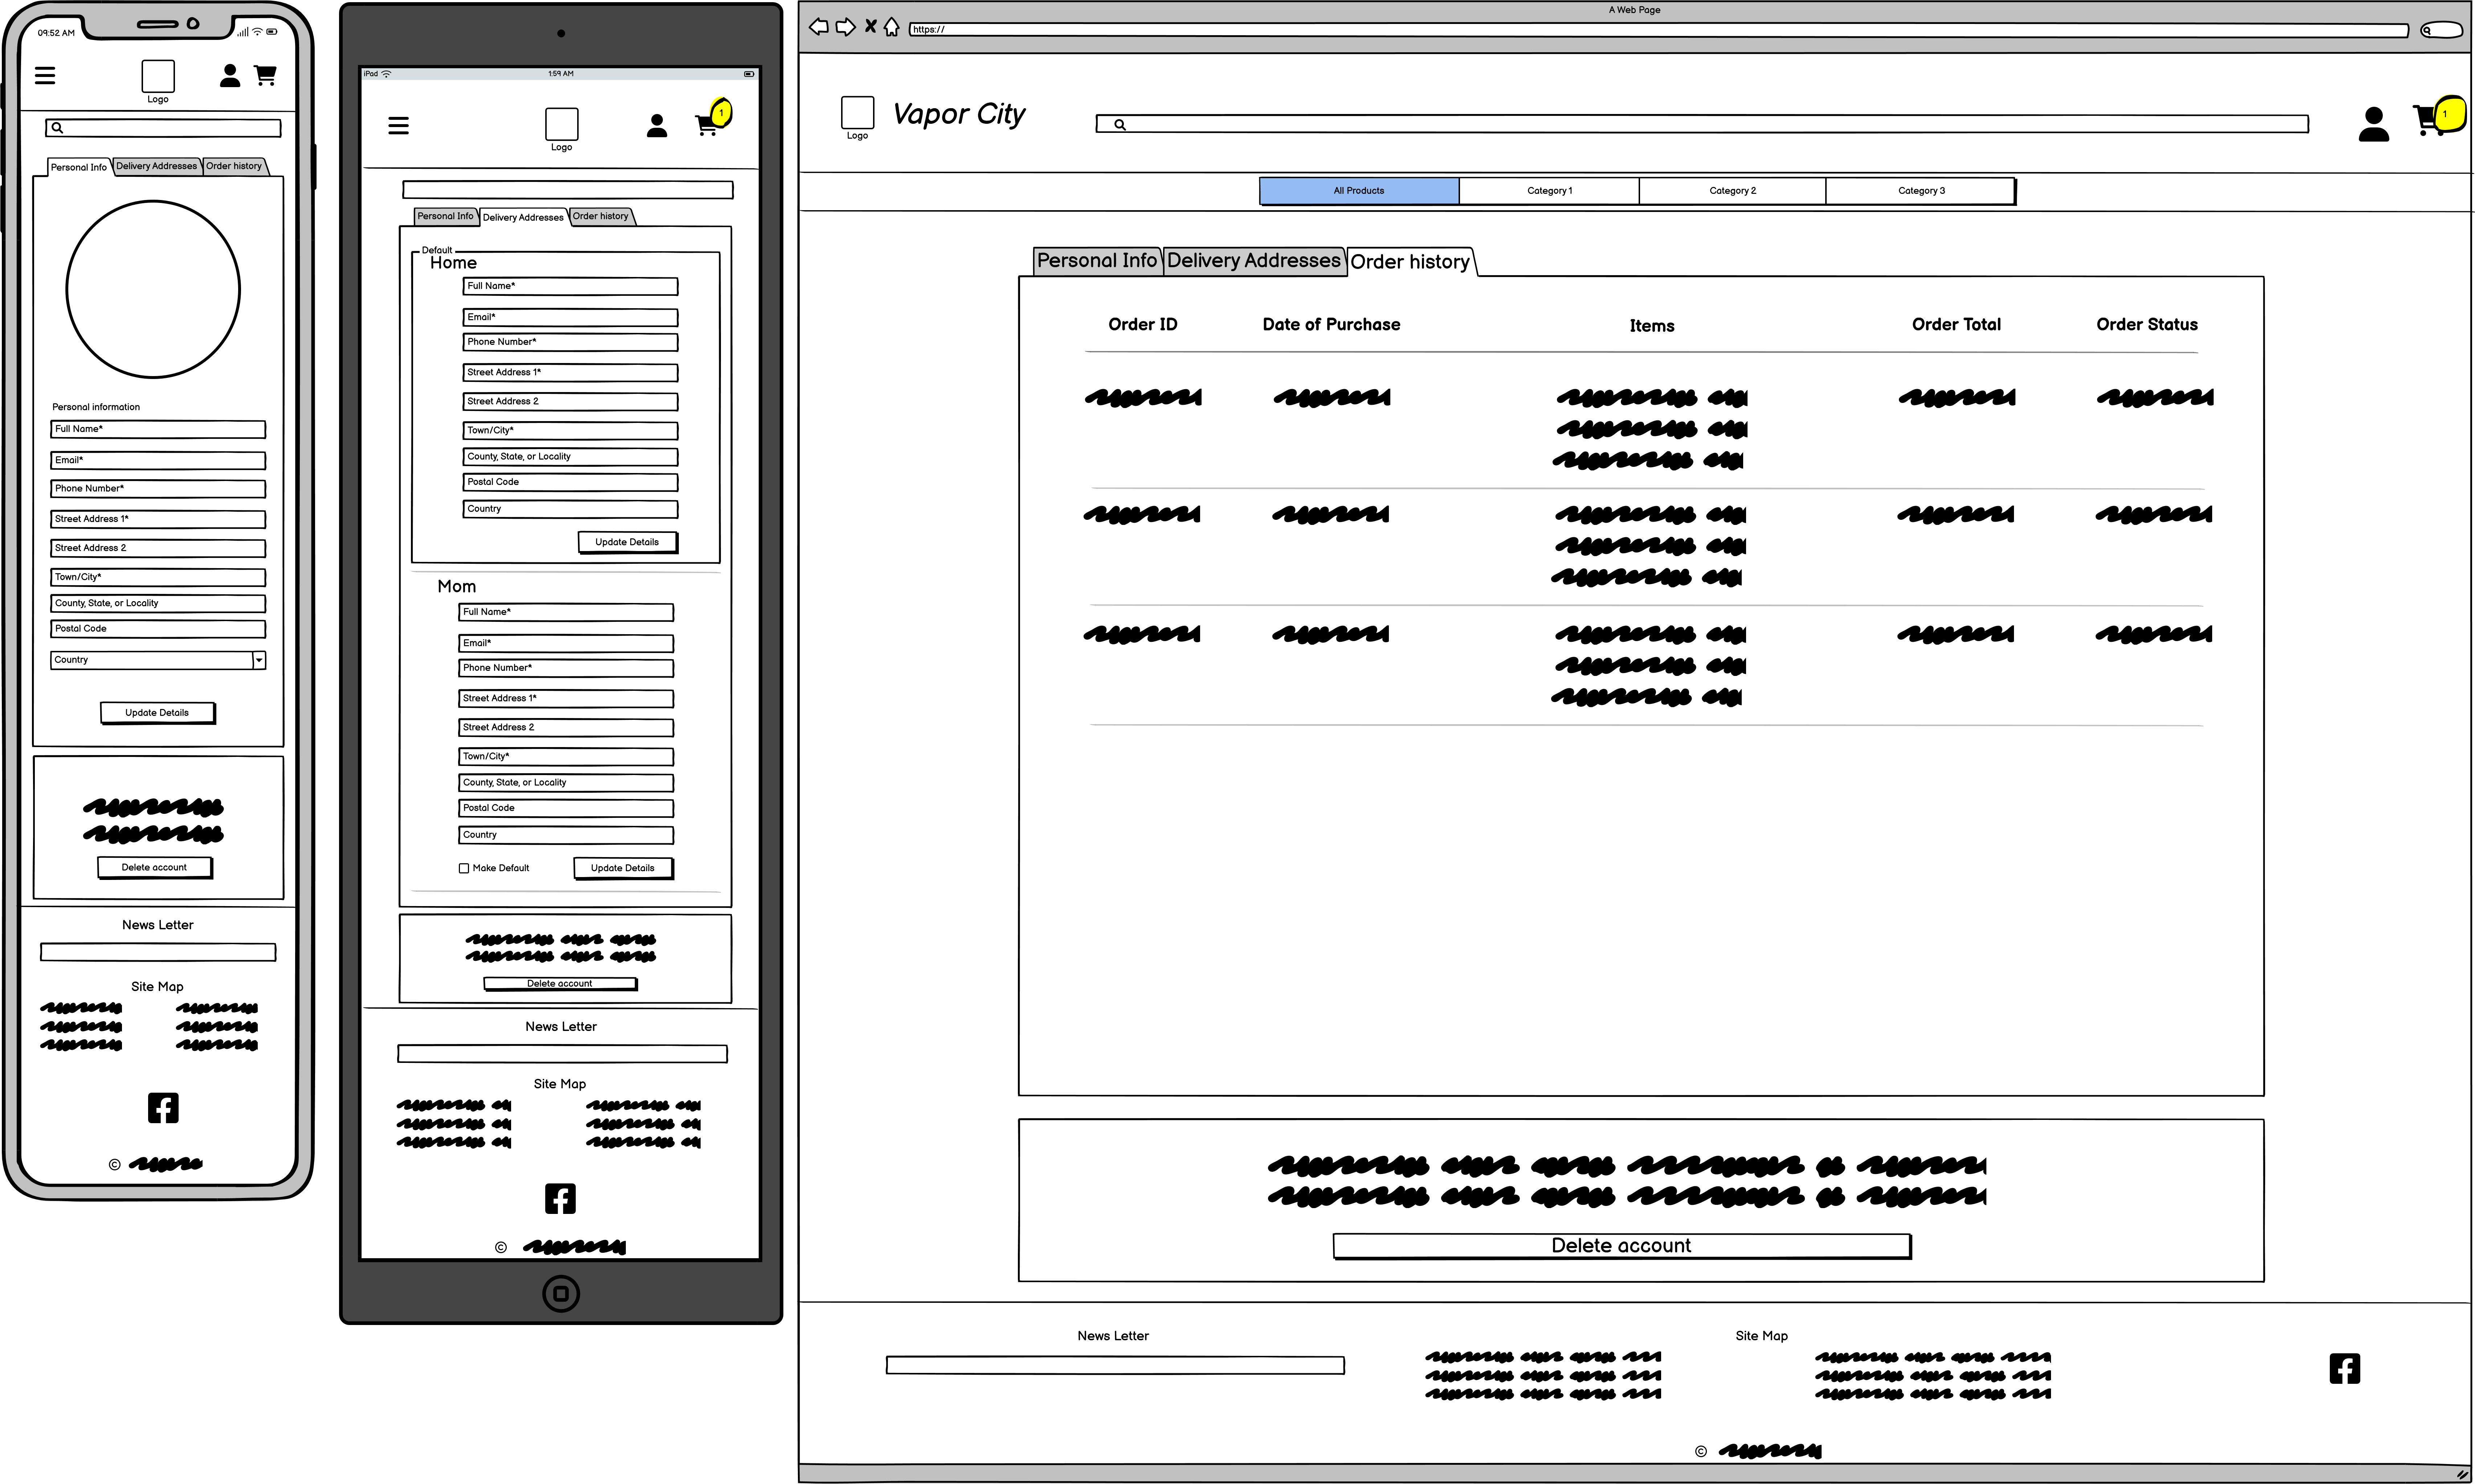 09:52 AM
Logo
Personal Info Delivery Addresses Order history
Personal information
Full Name*
Email*
Phone Number*
Street Address 1*
Street Address 2
Town/City*
County, State, or Locality
Postal Code
Country
Update Details
Delete account
News Letter
Site Map
©
iPad 1:59 AM
1
Logo
Personal Info Delivery Addresses Order history
Default
Home
Full Name*
Email*
Phone Number*
Street Address 1*
Street Address 2
Town/City*
County, State, or Locality
Postal Code
Country
Update Details
Mom
Full Name*
Email*
Phone Number*
Street Address 1*
Street Address 2
Town/City*
County, State, or Locality
Postal Code
Country
Make Default Update Details
Delete account
News Letter
Site Map
©
A Web Page
https://
Logo Vapor City 1
All Products Category 1 Category 2 Category 3
Personal Info Delivery Addresses Order history
Order ID Date of Purchase Items Order Total Order Status
Delete account
News Letter Site Map
©